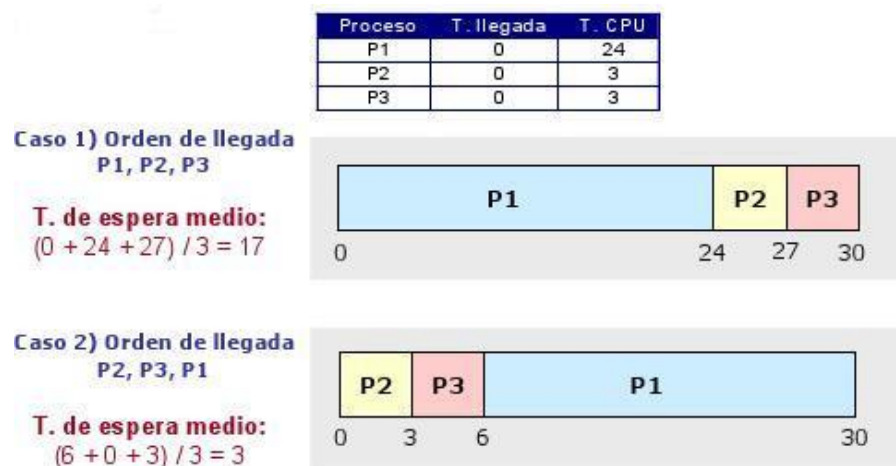 Proceso T. llegada T. CPU
P1 0 24
P2 0 3
P3 0 3
Caso 1) Orden de llegada
P1, P2, P3
T. de espera medio:
(0 + 24 + 27) / 3 = 17
P1 P2 P3
0 24 27 30
Caso 2) Orden de llegada
P2, P3, P1
T. de espera medio:
(6 + 0 + 3) / 3 = 3
P2 P3 P1
0 3 6 30